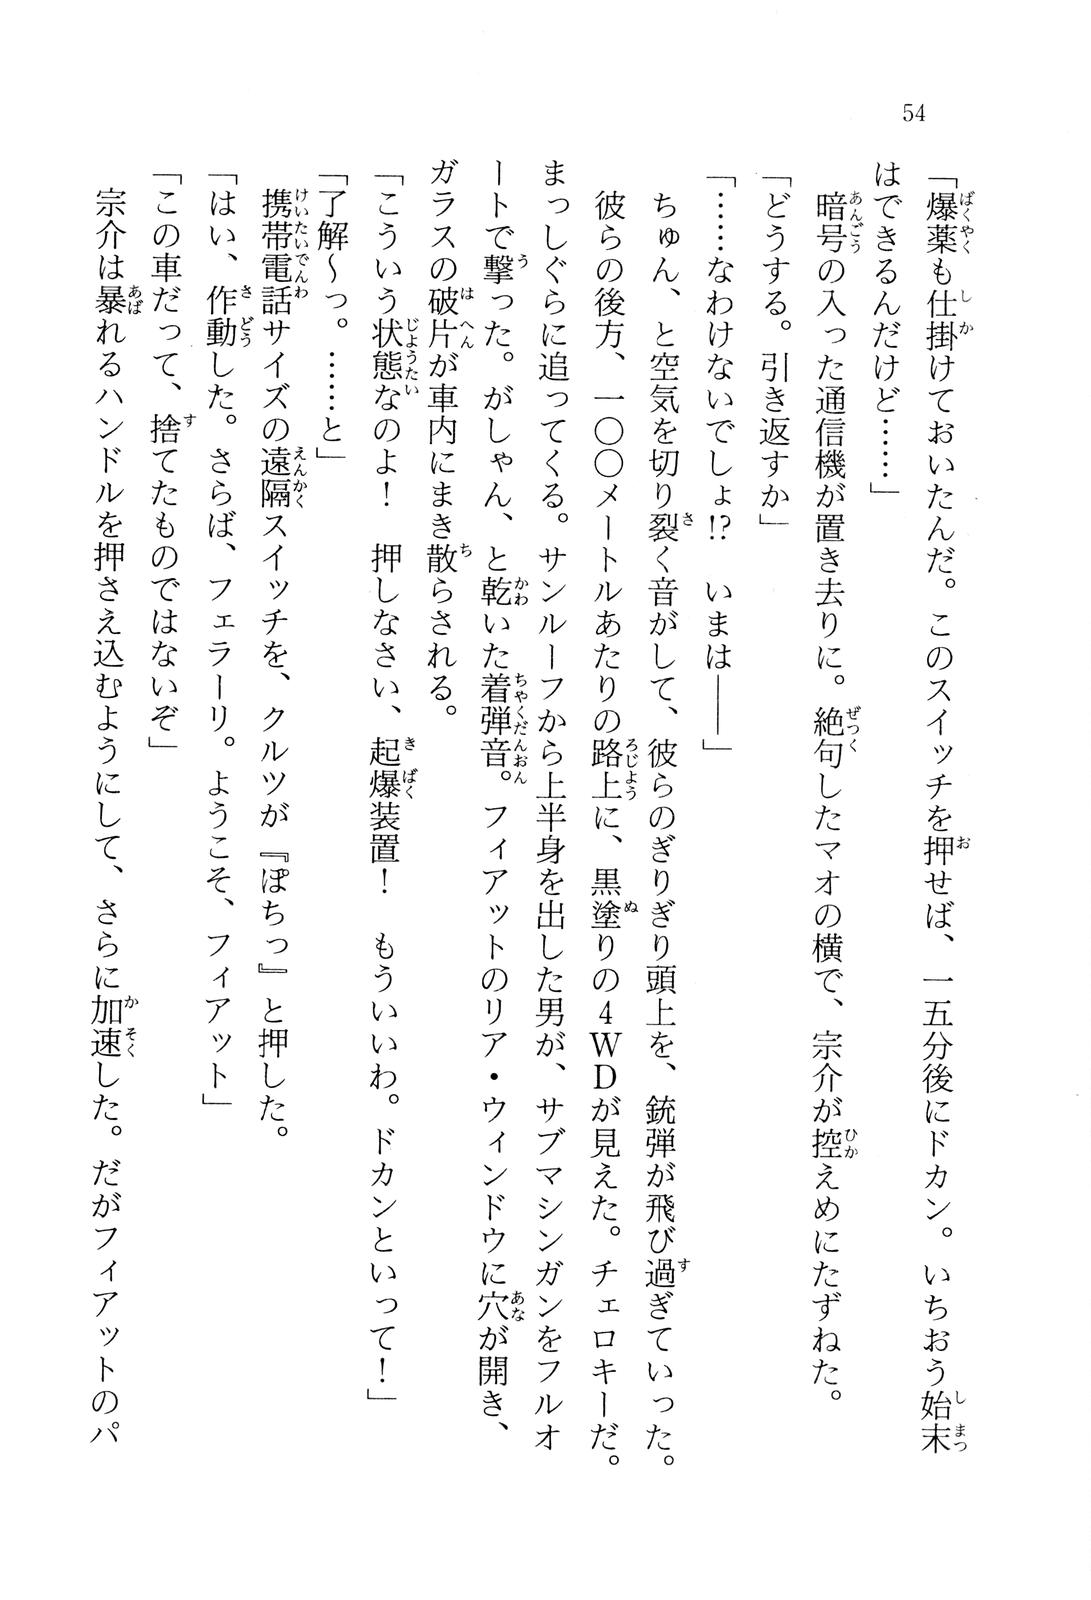 54
「爆薬も仕掛けておいたんだ。このスイッチを押せば、一五分後にドカン。いちおう始末
はできるんだけど……」
　暗号の入った通信機が置き去りに。絶句したマオの横で、宗介が控えめにたずねた。
「どうする。引き返すか」
「……なわけないでしょ!?　いまは――」
　ちゅん、と空気を切り裂く音がして、彼らのぎりぎり頭上を、銃弾が飛び過ぎていった。
　彼らの後方、一〇〇メートルあたりの路上に、黒塗りの4WDが見えた。チェロキーだ。
まっしぐらに追ってくる。サンルーフから上半身を出した男が、サブマシンガンをフルオ
ートで撃った。がしゃん、と乾いた着弾音。フィアットのリア・ウィンドウに穴が開き、
ガラスの破片が車内にまき散らされる。
「こういう状態なのよ！　押しなさい、起爆装置！　もういいわ。ドカンといって！」
「了解〜っ。……と」
　携帯電話サイズの遠隔スイッチを、クルツが『ぽちっ』と押した。
「はい、作動した。さらば、フェラーリ。ようこそ、フィアット」
「この車だって、捨てたものではないぞ」
　宗介は暴れるハンドルを押さえ込むようにして、さらに加速した。だがフィアットのパ